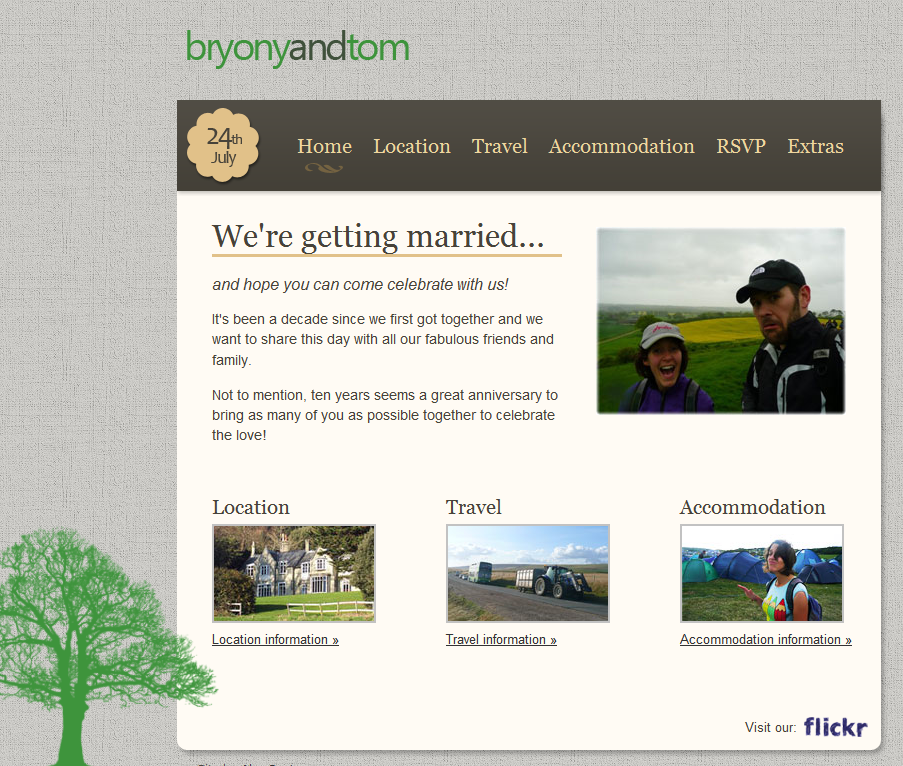 bryonyandtom
24th
July
Home Location Travel Accommodation RSVP Extras
We're getting married...
and hope you can come celebrate with us!
It's been a decade since we first got together and we
want to share this day with all our fabulous friends and
family.
Not to mention, ten years seems a great anniversary to
bring as many of you as possible together to celebrate
the love!
Location Travel Accommodation
Location information » Travel information » Accommodation information »
Visit our: flickr